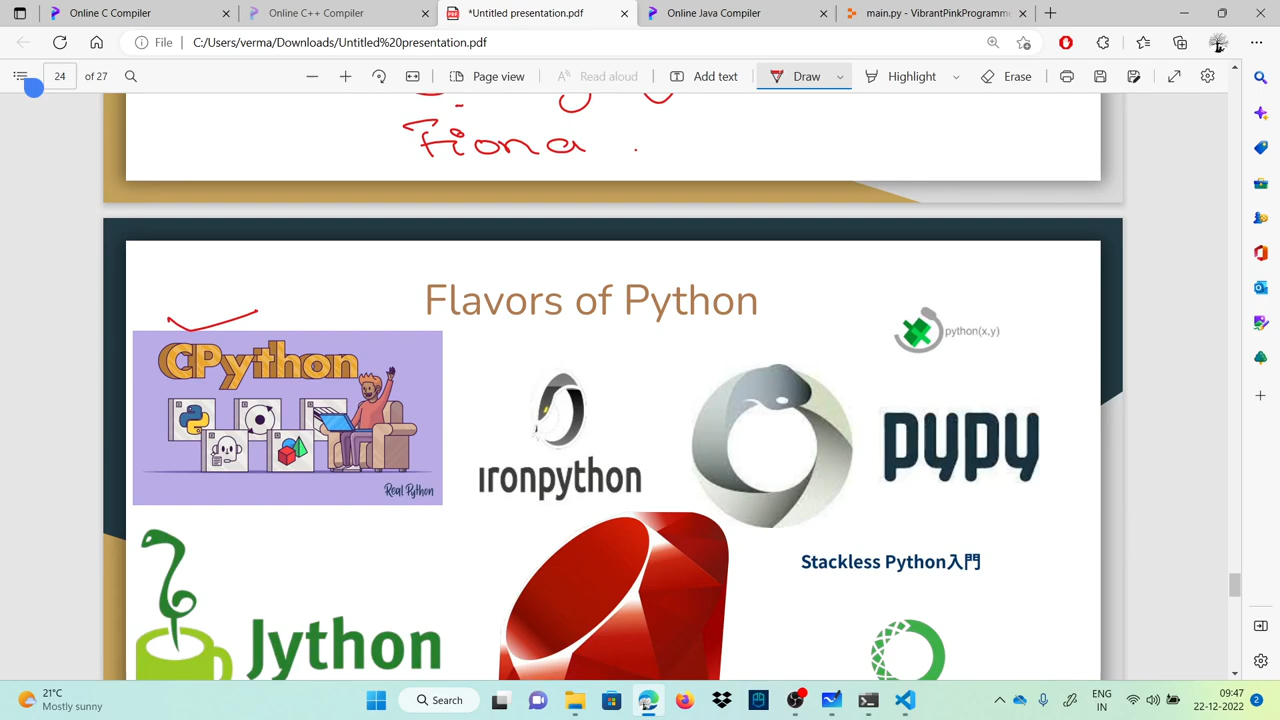 Online C Compiler
Online C++ Compiler
*Untitled presentation.pdf
Online Java Compiler
main.py - VibrantPinkProgramme
File
C:/Users/verma/Downloads/Untitled%20presentation.pdf
24 of 27
Page view
Read aloud
Add text
Draw
Highlight
Erase
Fiona .
Flavors of Python
python(x,y)
CPython
Real Python
ironpython
pypy
Stackless Python入門
Jython
21°C
Mostly sunny
Search
ENG
IN
09:47
22-12-2022
2